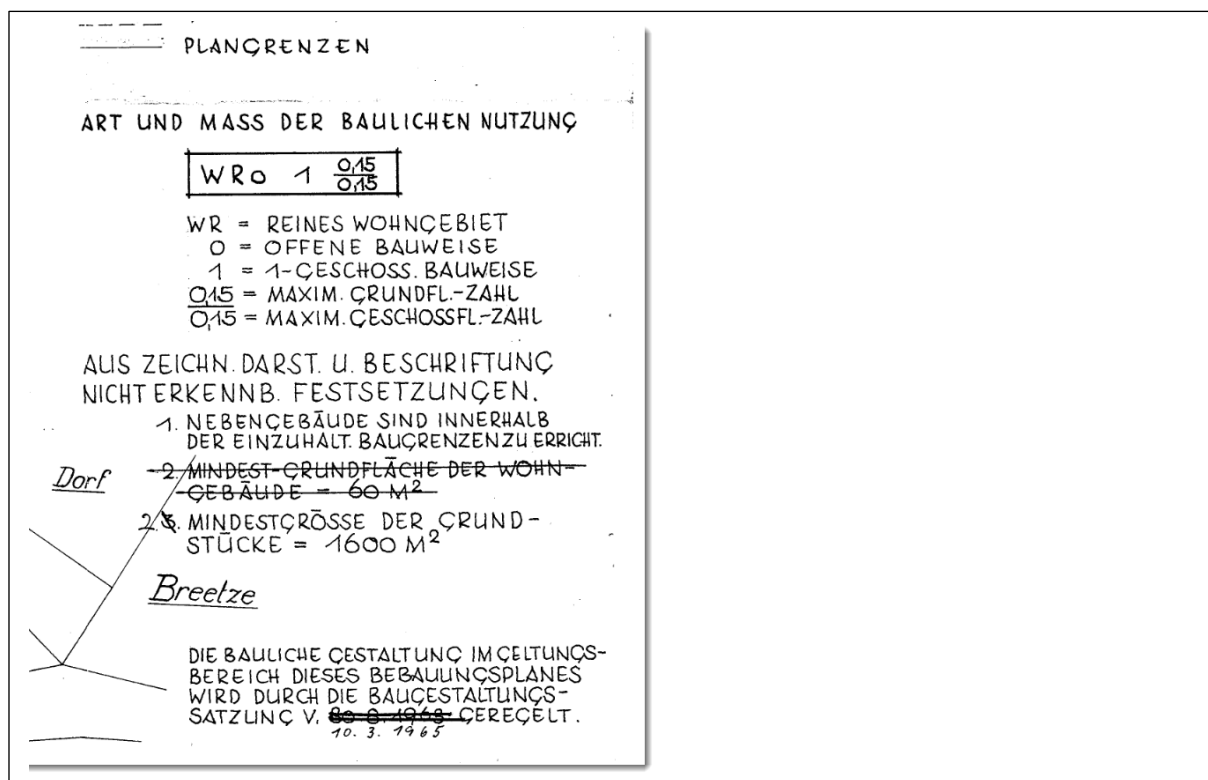 PLANGRENZEN
ART UND MASS DER BAULICHEN NUTZUNG
WRO 1 0,15
0,15
WR = REINES WOHNGEBIET
O = OFFENE BAUWEISE
1 = 1-GESCHOSS. BAUWEISE
0,15 = MAXIM. GRUNDFL.-ZAHL
0,15 = MAXIM. GESCHOSSFL.-ZAHL
AUS ZEICHN. DARST. U. BESCHRIFTUNG
NICHT ERKENNB. FESTSETZUNGEN.
1. NEBENGEBÄUDE SIND INNERHALB
DER EINZUHALT. BAUGRENZEN ZU ERRICHT.
Dorf
2. MINDEST-GRUNDFLÄCHE DER WOHN-
GEBÄUDE = 60 M²
2. 3. MINDESTGRÖSSE DER GRUND-
STÜCKE = 1600 M²
Breetze
DIE BAULICHE GESTALTUNG IM GELTUNGS-
BEREICH DIESES BEBAUUNGSPLANES
WIRD DURCH DIE BAUGESTALTUNGS-
SATZUNG V. GEREGELT.
10. 3. 1965